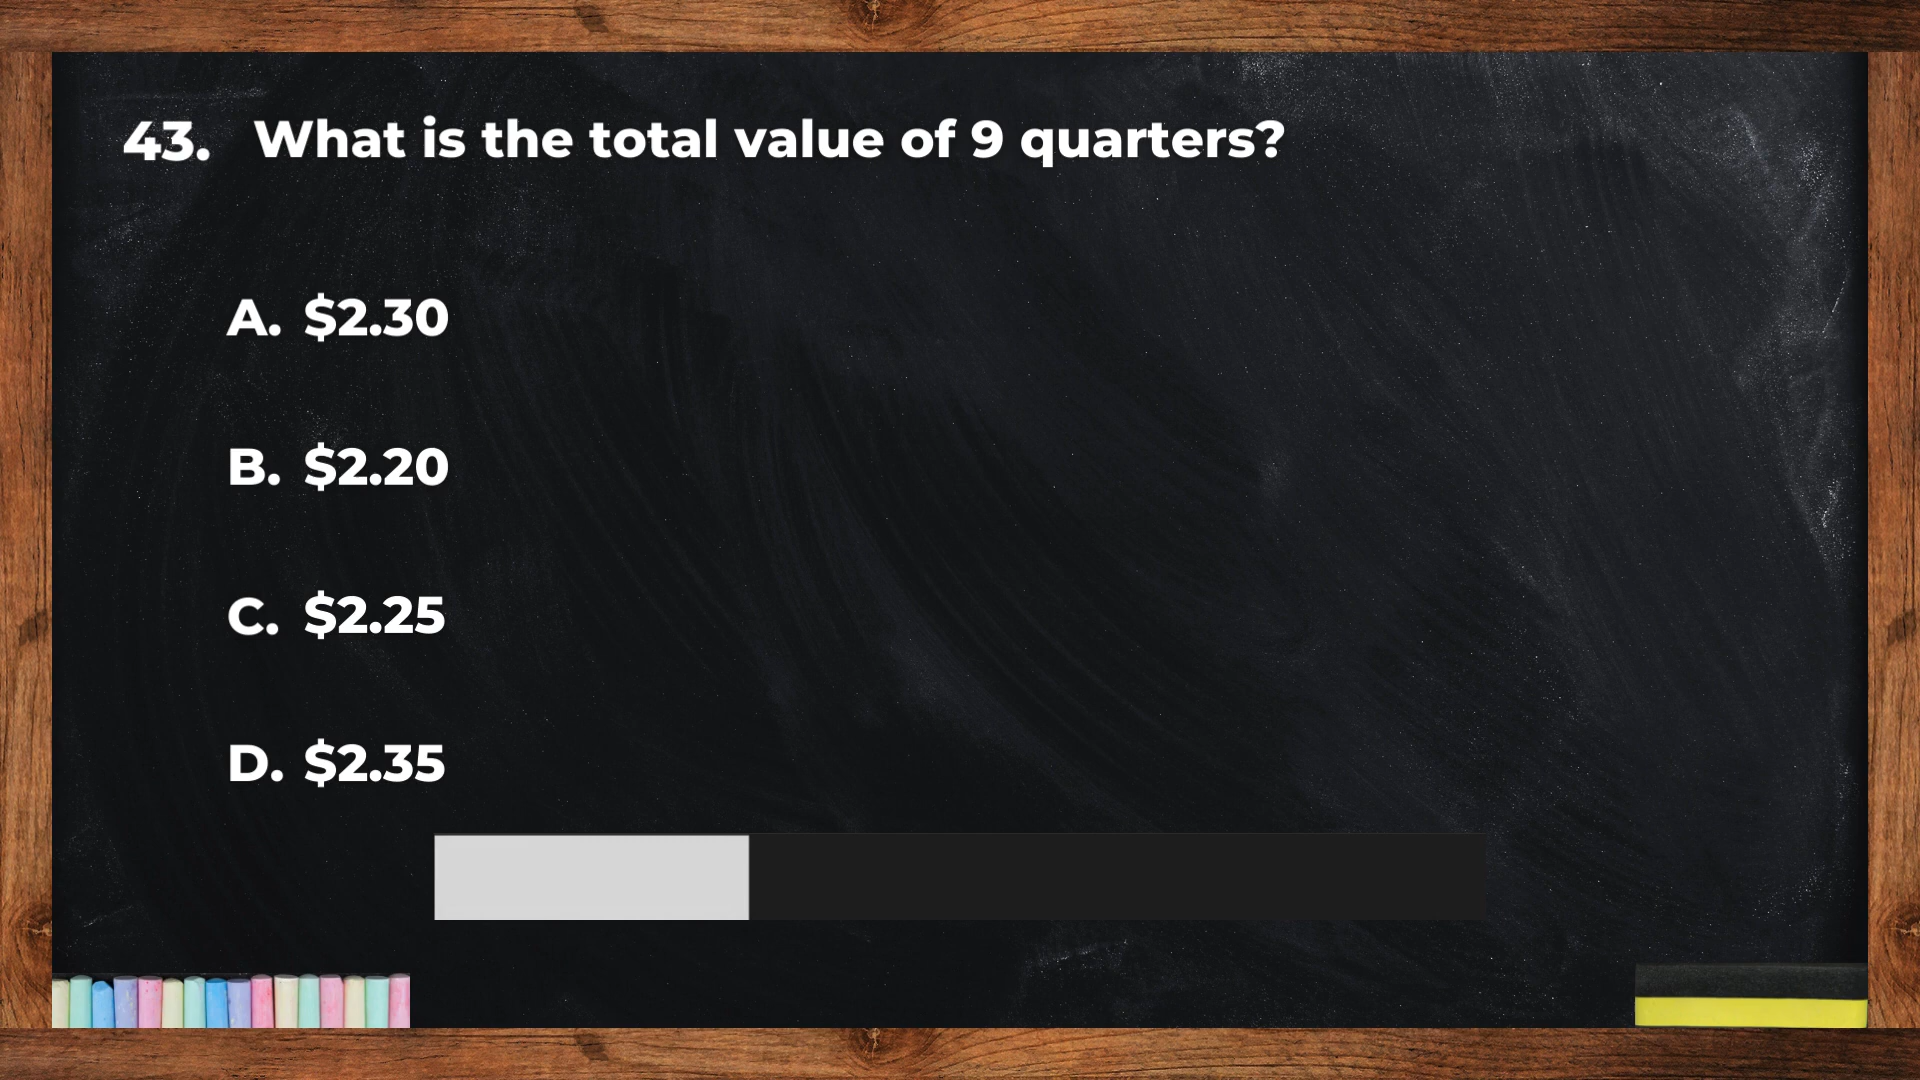 43. What is the total value of 9 quarters?
A. $2.30
B. $2.20
C. $2.25
D. $2.35